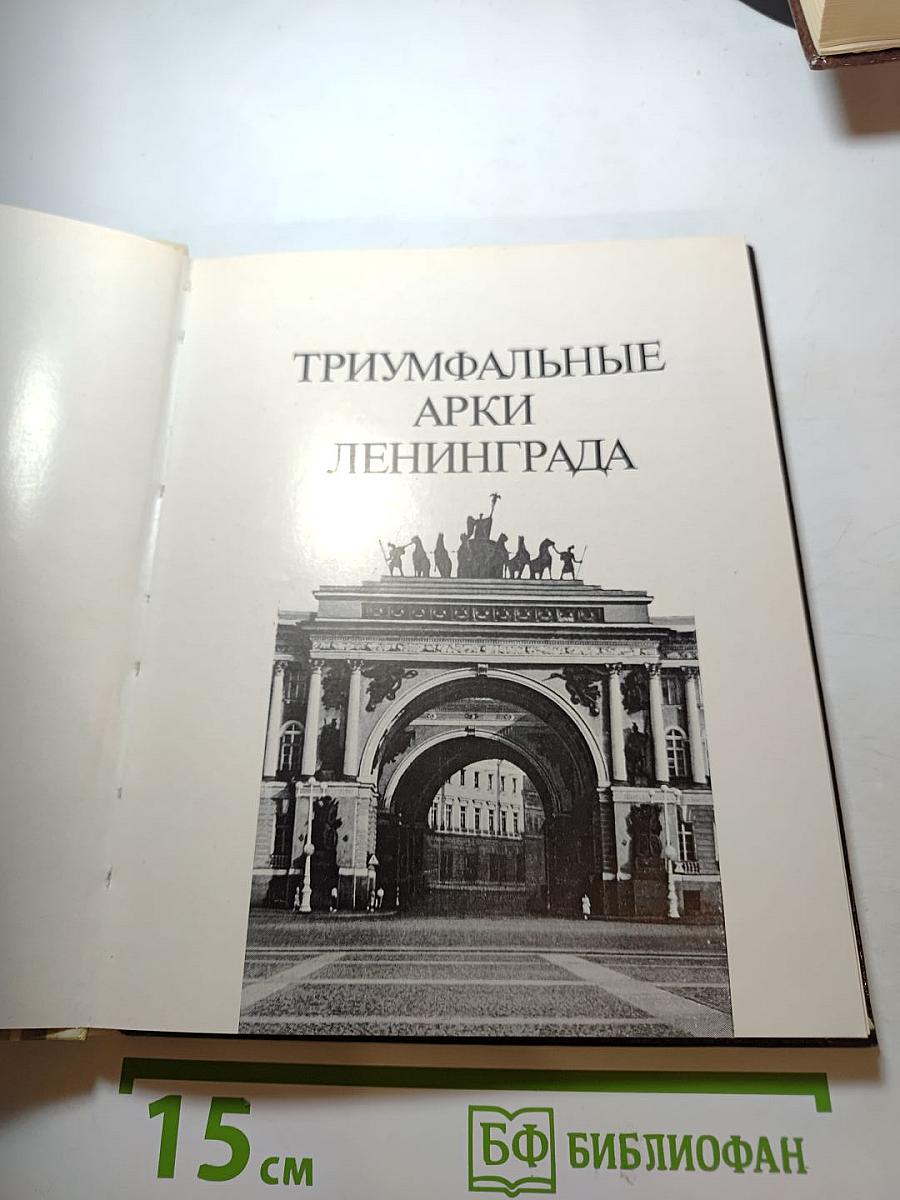 ТРИУМФАЛЬНЫЕ
АРКИ
ЛЕНИНГРАДА
15 см
БФ БИБЛИОФАН